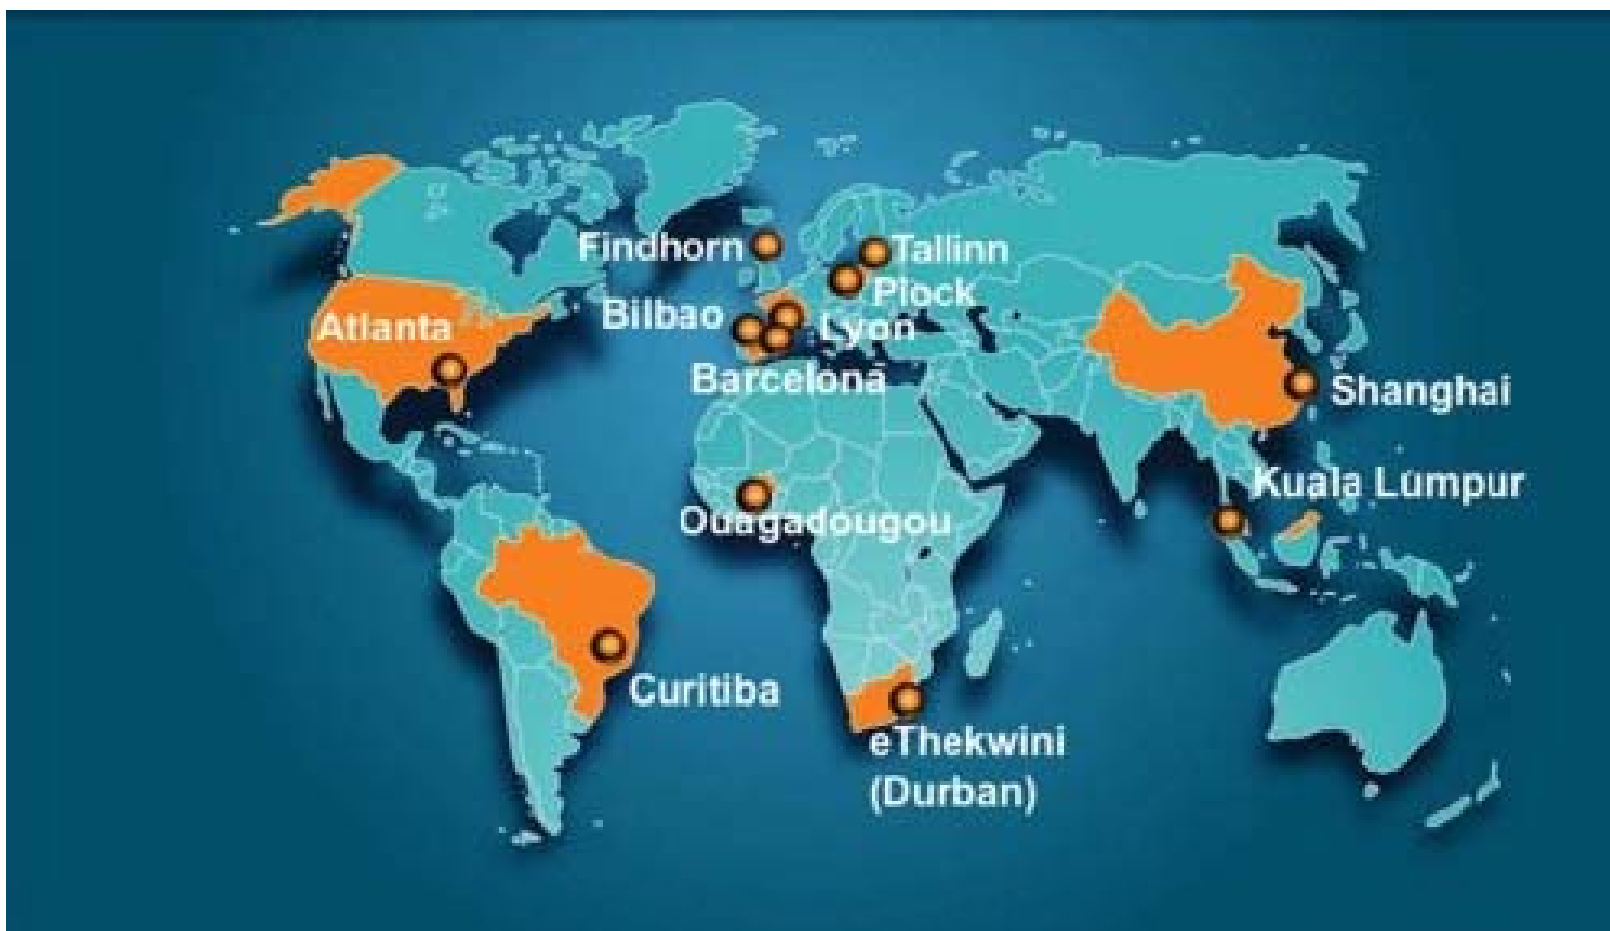 Findhorn
Tallinn
Plock
Bilbao
Lyon
Atlanta
Barcelona
Shanghai
Kuala Lumpur
Ouagadougou
Curitiba
eThekwini
(Durban)